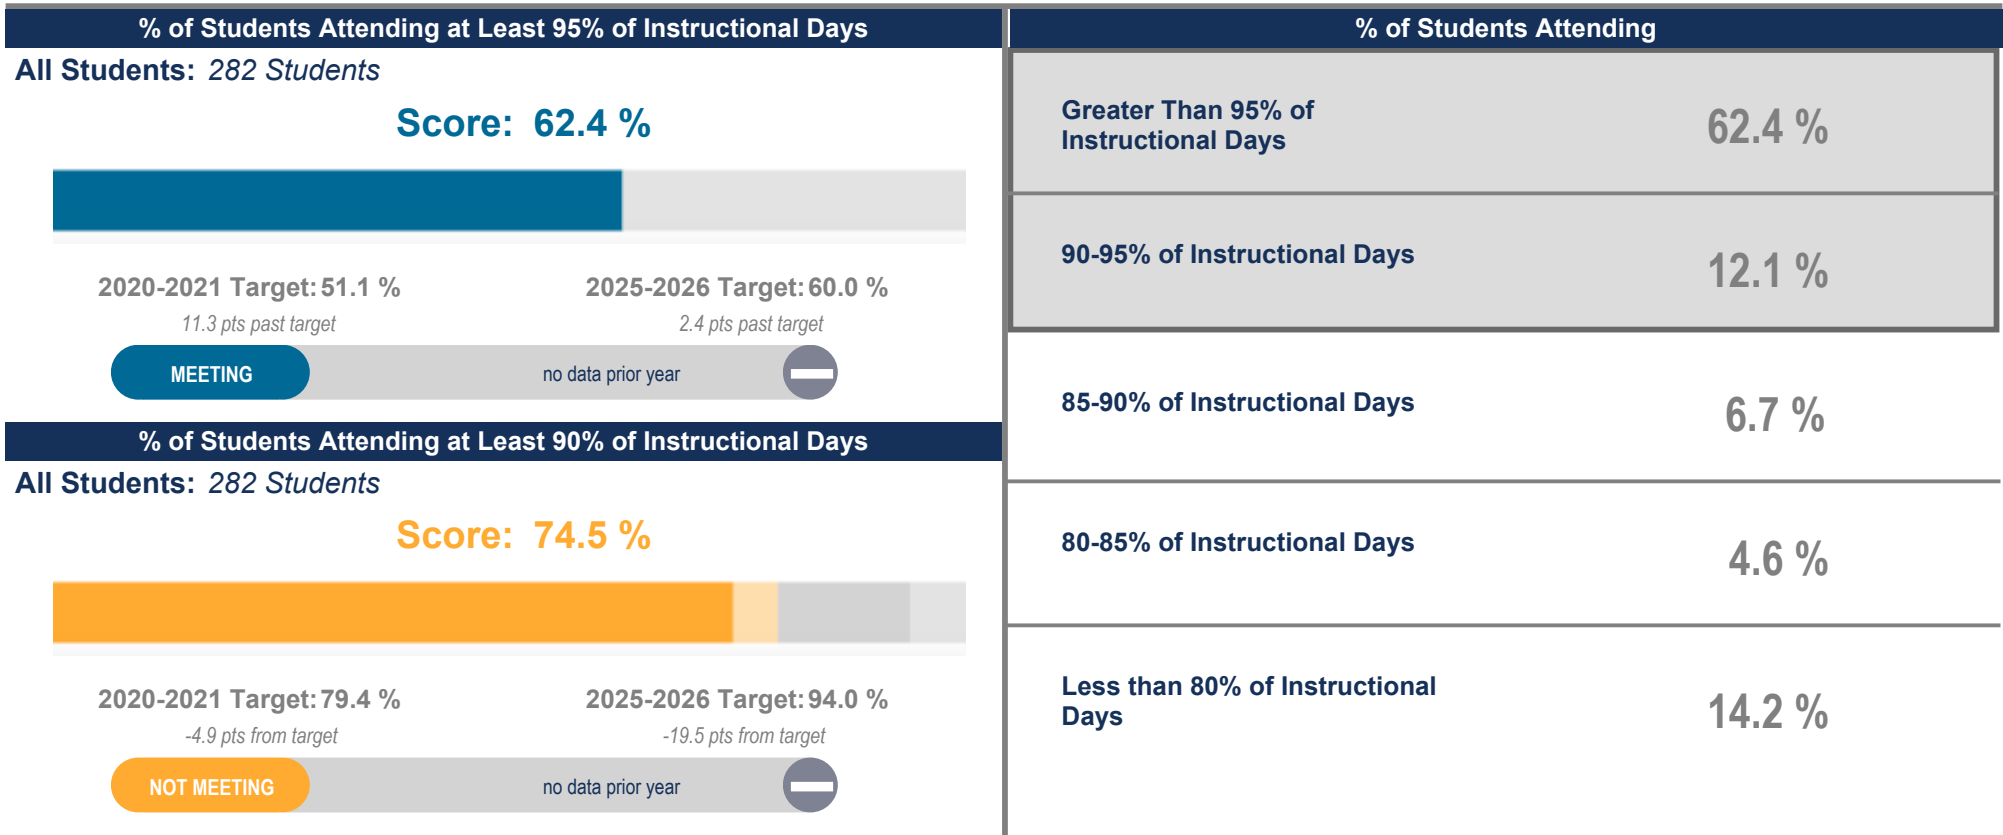 % of Students Attending at Least 95% of Instructional Days
All Students: 282 Students
Score: 62.4 %
2020-2021 Target: 51.1 %
11.3 pts past target
2025-2026 Target: 60.0 %
2.4 pts past target
MEETING
no data prior year
% of Students Attending at Least 90% of Instructional Days
All Students: 282 Students
Score: 74.5 %
2020-2021 Target: 79.4 %
-4.9 pts from target
2025-2026 Target: 94.0 %
-19.5 pts from target
NOT MEETING
no data prior year
% of Students Attending
Greater Than 95% of
Instructional Days
62.4 %
90-95% of Instructional Days
12.1 %
85-90% of Instructional Days
6.7 %
80-85% of Instructional Days
4.6 %
Less than 80% of Instructional
Days
14.2 %